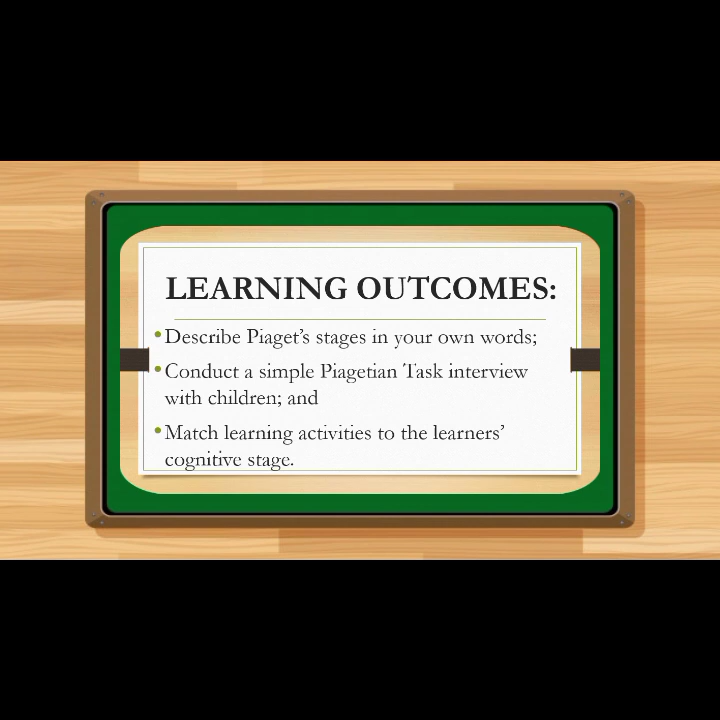 LEARNING OUTCOMES:
•Describe Piaget's stages in your own words;
•Conduct a simple Piagetian Task interview
with children; and
•Match learning activities to the learners'
cognitive stage.